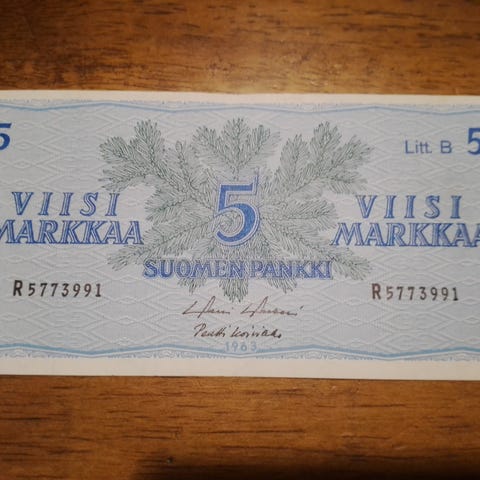 5
Litt. B 5
5
VIISI
MARKKAA
VIISI
MARKKAA
SUOMEN PANKKI
R5773991
R5773991
1963